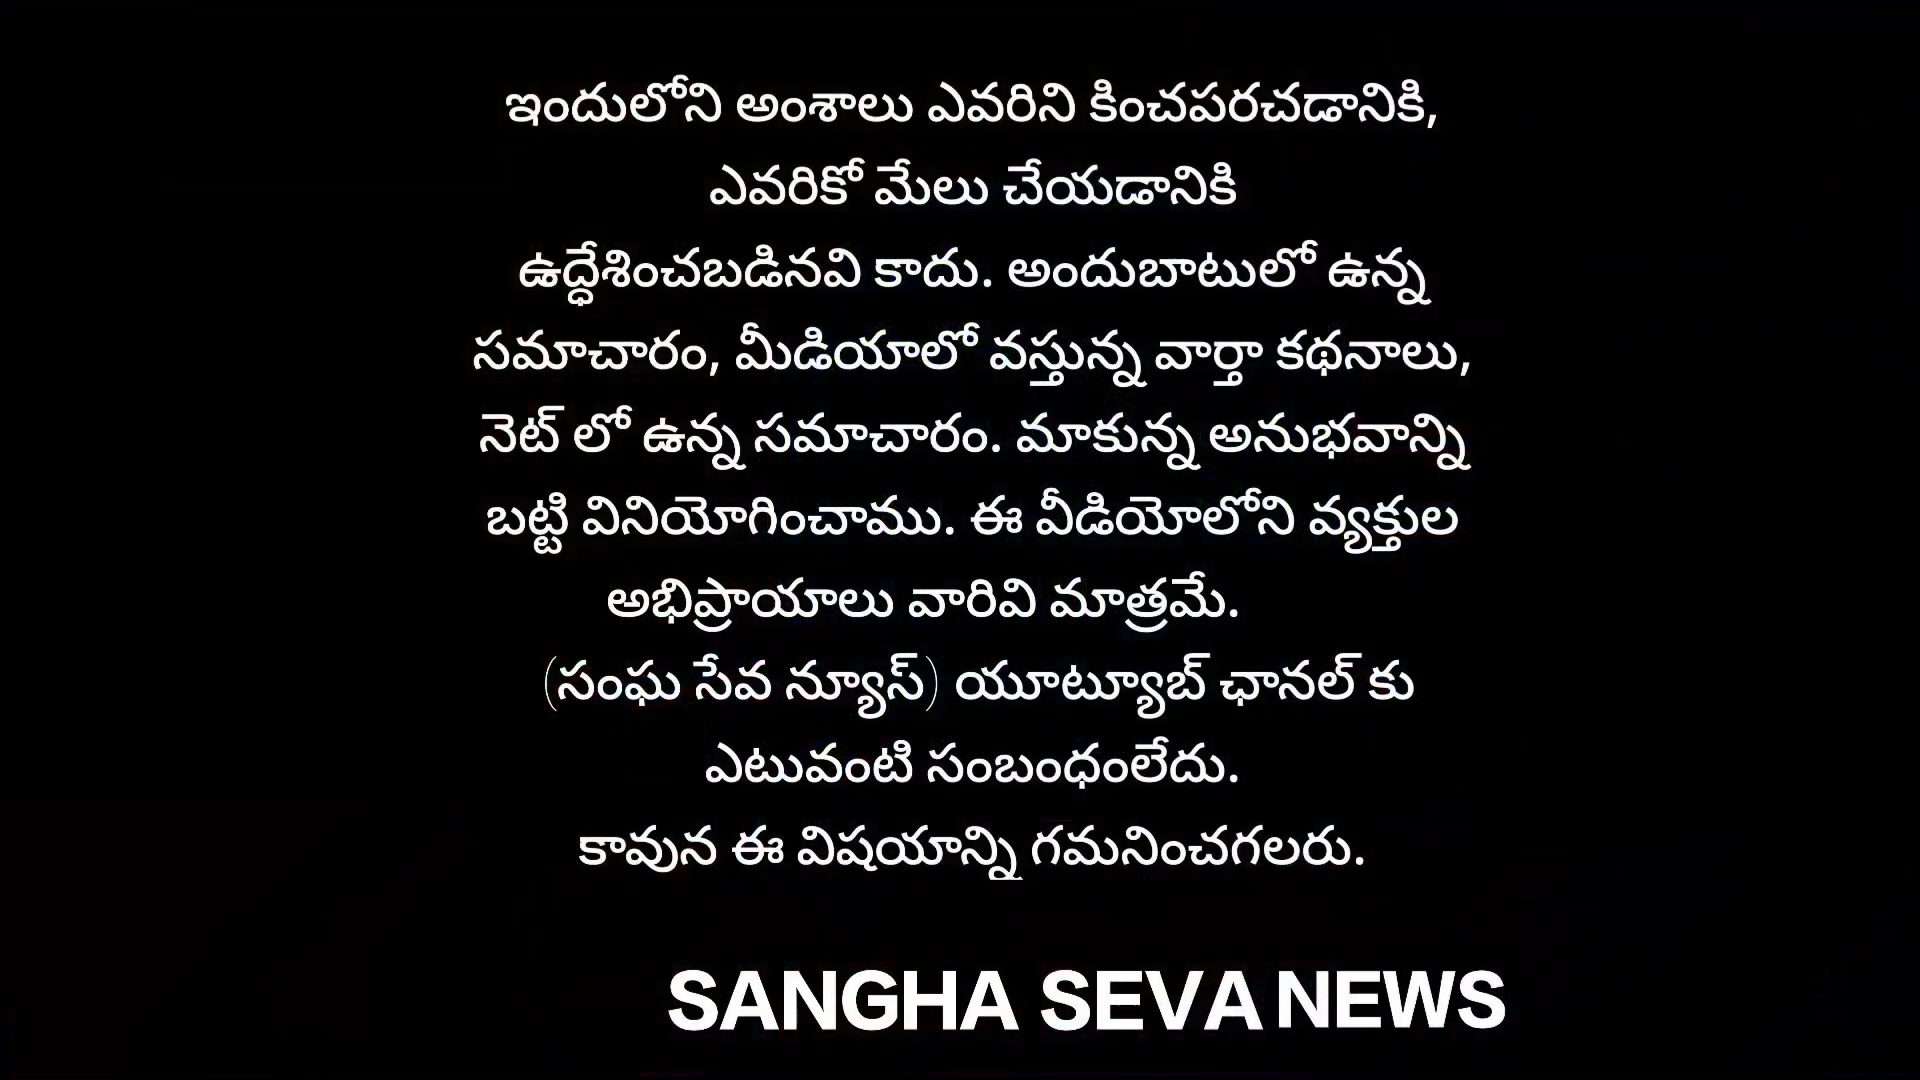 ఇందులోని అంశాలు ఎవరిని కించపరచడానికి,
ఎవరికో మేలు చేయడానికి
ఉద్ధేశించబడినవి కాదు. అందుబాటులో ఉన్న
సమాచారం, మీడియాలో వస్తున్న వార్తా కథనాలు,
నెట్ లో ఉన్న సమాచారం. మాకున్న అనుభవాన్ని
బట్టి వినియోగించాము. ఈ వీడియోలోని వ్యక్తుల
అభిప్రాయాలు వారివి మాత్రమే.
(సంఘ సేవ న్యూస్) యూట్యూబ్ ఛానల్ కు
ఎటువంటి సంబంధంలేదు.
కావున ఈ విషయాన్ని గమనించగలరు.
SANGHA SEVA NEWS